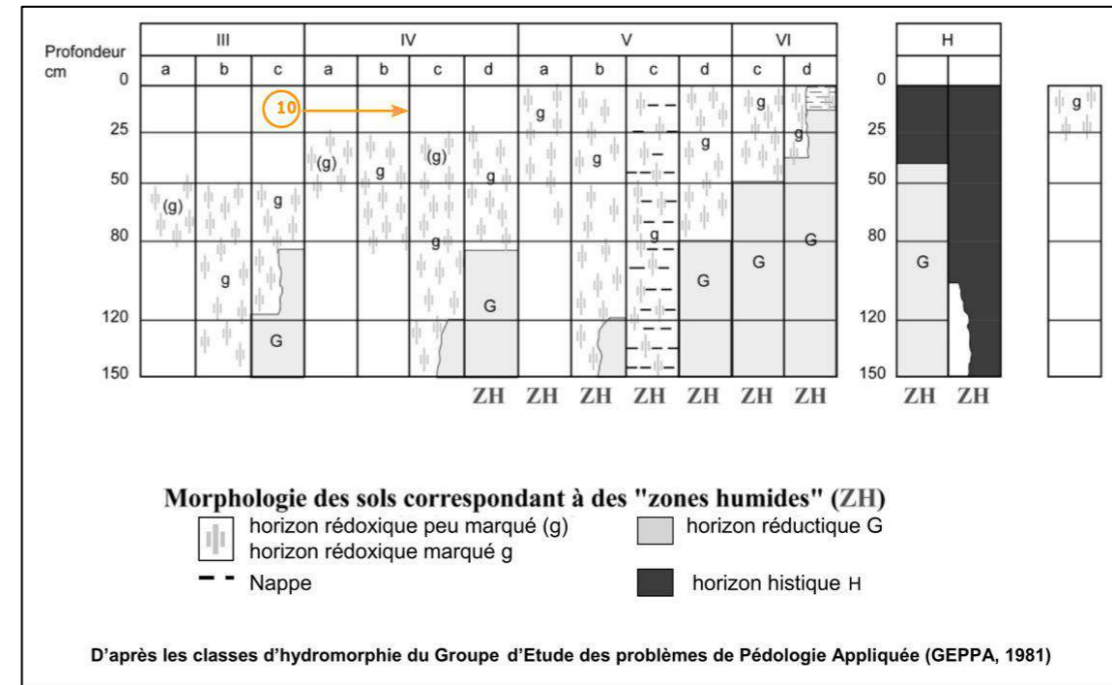 III IV V VI H
Profondeur
cm
a b c a b c d a b c d c d
0 0
10 g g g
25 25
(g) g (g) g g g g
50 50
(g) g
80 g G G 80
g g G G G
120 G 120
150 150
ZH ZH ZH ZH ZH ZH ZH ZH ZH
Morphologie des sols correspondant à des "zones humides" (ZH)
horizon rédoxique peu marqué (g) horizon réductique G
horizon rédoxique marqué g
Nappe horizon histique H
D'après les classes d'hydromorphie du Groupe d'Etude des problèmes de Pédologie Appliquée (GEPPA, 1981)